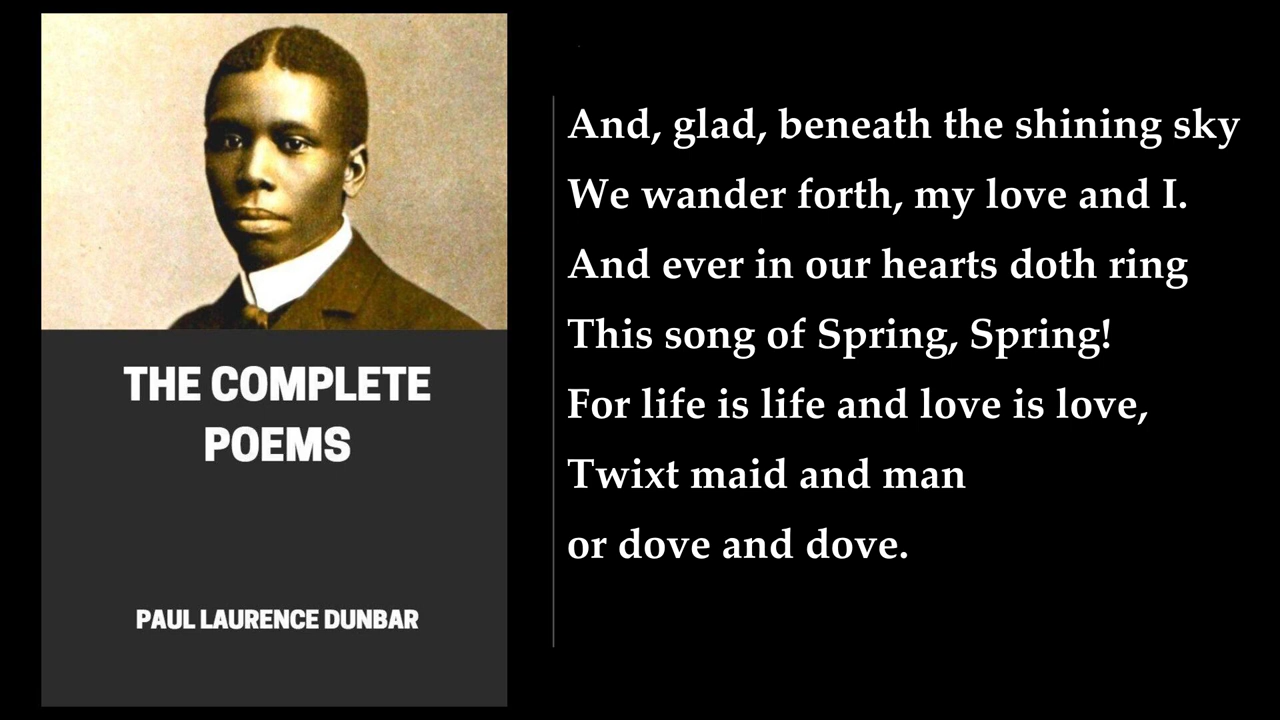 THE COMPLETE
POEMS
PAUL LAURENCE DUNBAR
And, glad, beneath the shining sky
We wander forth, my love and I.
And ever in our hearts doth ring
This song of Spring, Spring!
For life is life and love is love,
Twixt maid and man
or dove and dove.